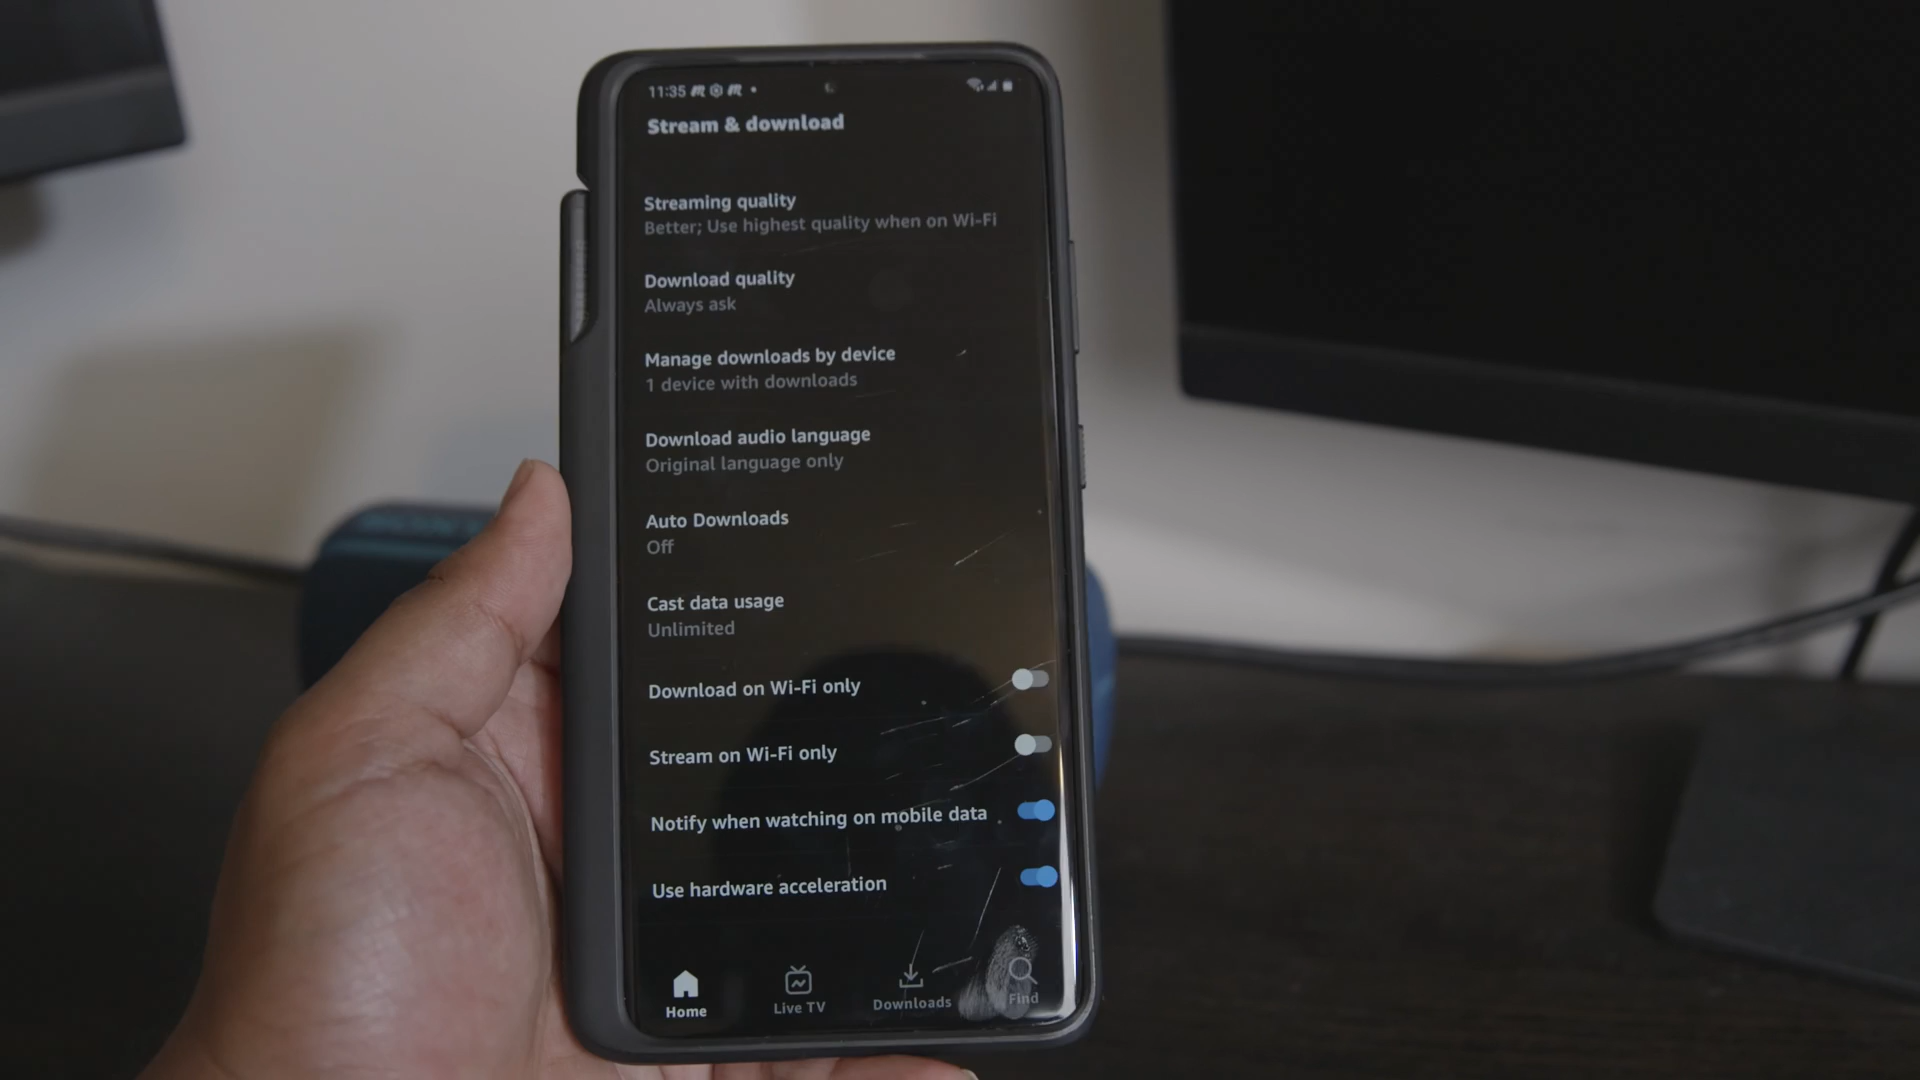 11:35
Stream & download
Streaming quality
Better; Use highest quality when on Wi-Fi
Download quality
Always ask
Manage downloads by device
1 device with downloads
Download audio language
Original language only
Auto Downloads
Off
Cast data usage
Unlimited
Download on Wi-Fi only
Stream on Wi-Fi only
Notify when watching on mobile data
Use hardware acceleration
Home
Live TV
Downloads
Find
SONY